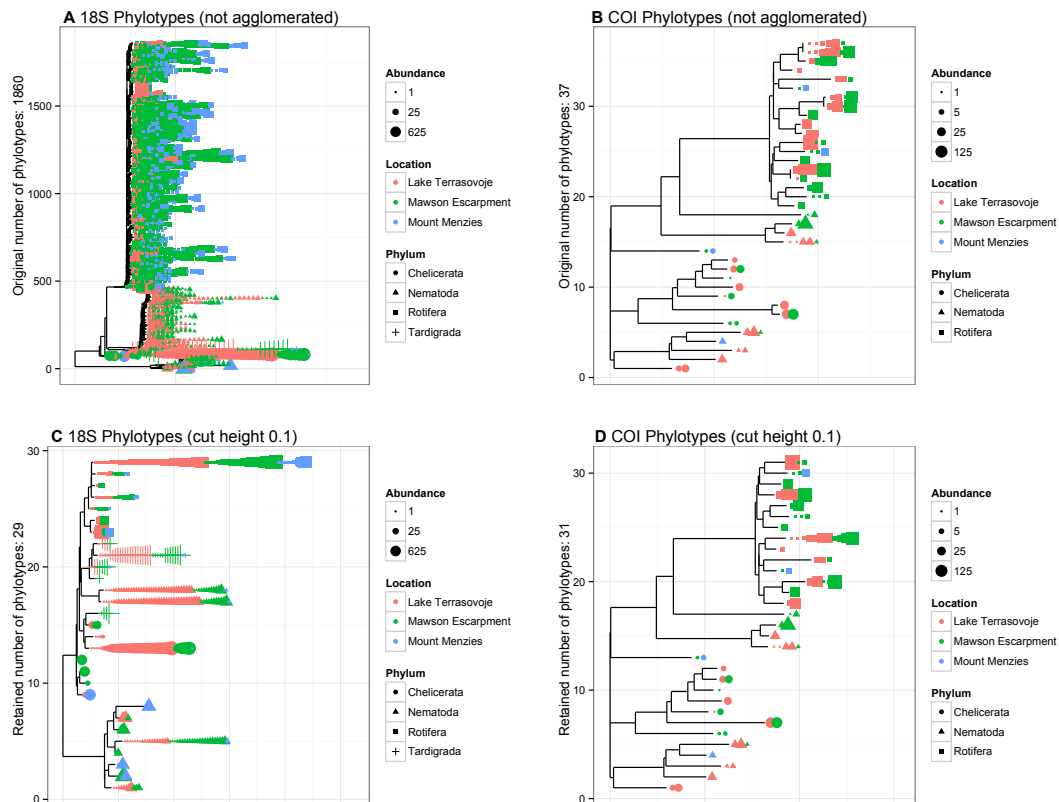 A 18S Phylotypes (not agglomerated)
Original number of phylotypes: 1860
1500
1000
500
0
Abundance
1
25
625
Location
Lake Terrasovoje
Mawson Escarpment
Mount Menzies
Phylum
Chelicerata
Nematoda
Rotifera
Tardigrada
B COI Phylotypes (not agglomerated)
Original number of phylotypes: 37
30
20
10
0
Abundance
1
5
25
125
Location
Lake Terrasovoje
Mawson Escarpment
Mount Menzies
Phylum
Chelicerata
Nematoda
Rotifera
C 18S Phylotypes (cut height 0.1)
Retained number of phylotypes: 29
30
20
10
0
Abundance
1
25
625
Location
Lake Terrasovoje
Mawson Escarpment
Mount Menzies
Phylum
Chelicerata
Nematoda
Rotifera
Tardigrada
D COI Phylotypes (cut height 0.1)
Retained number of phylotypes: 31
30
20
10
0
Abundance
1
5
25
125
Location
Lake Terrasovoje
Mawson Escarpment
Mount Menzies
Phylum
Chelicerata
Nematoda
Rotifera